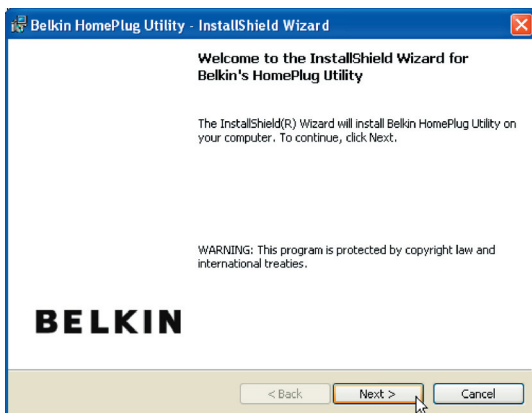 Belkin HomePlug Utility - InstallShield Wizard
Welcome to the InstallShield Wizard for
Belkin's HomePlug Utility
The InstallShield(R) Wizard will install Belkin HomePlug Utility on
your computer. To continue, click Next.
WARNING: This program is protected by copyright law and
international treaties.
BELKIN
< Back
Next >
Cancel